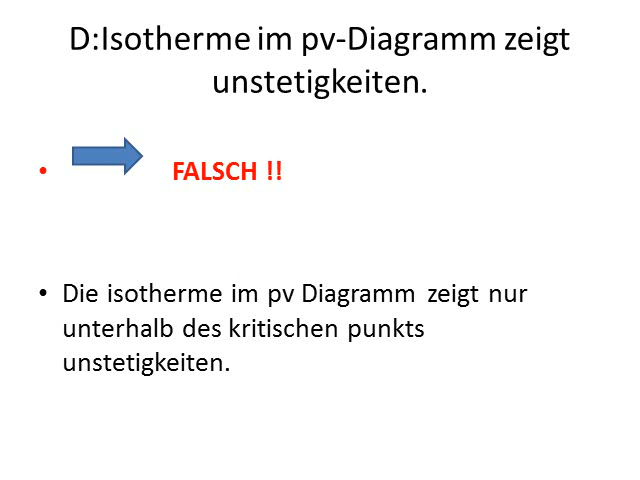 D:Isotherme im pv-Diagramm zeigt
unstetigkeiten.
• FALSCH !!
• Die isotherme im pv Diagramm zeigt nur
unterhalb des kritischen punkts
unstetigkeiten.